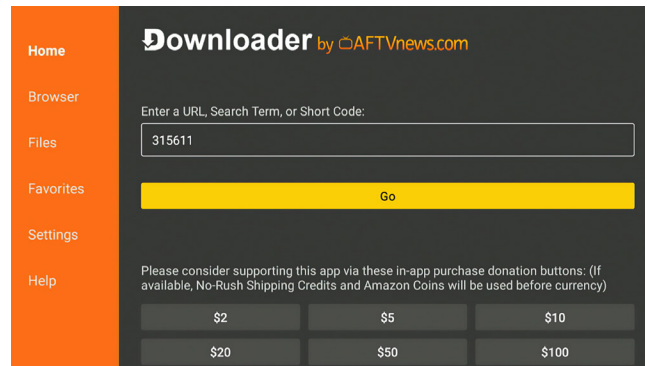 Home
Browser
Files
Favorites
Settings
Help
Downloader by AFTVnews.com
Enter a URL, Search Term, or Short Code:
315611
Go
Please consider supporting this app via these in-app purchase donation buttons: (If
available, No-Rush Shipping Credits and Amazon Coins will be used before currency)
$2 $5 $10
$20 $50 $100